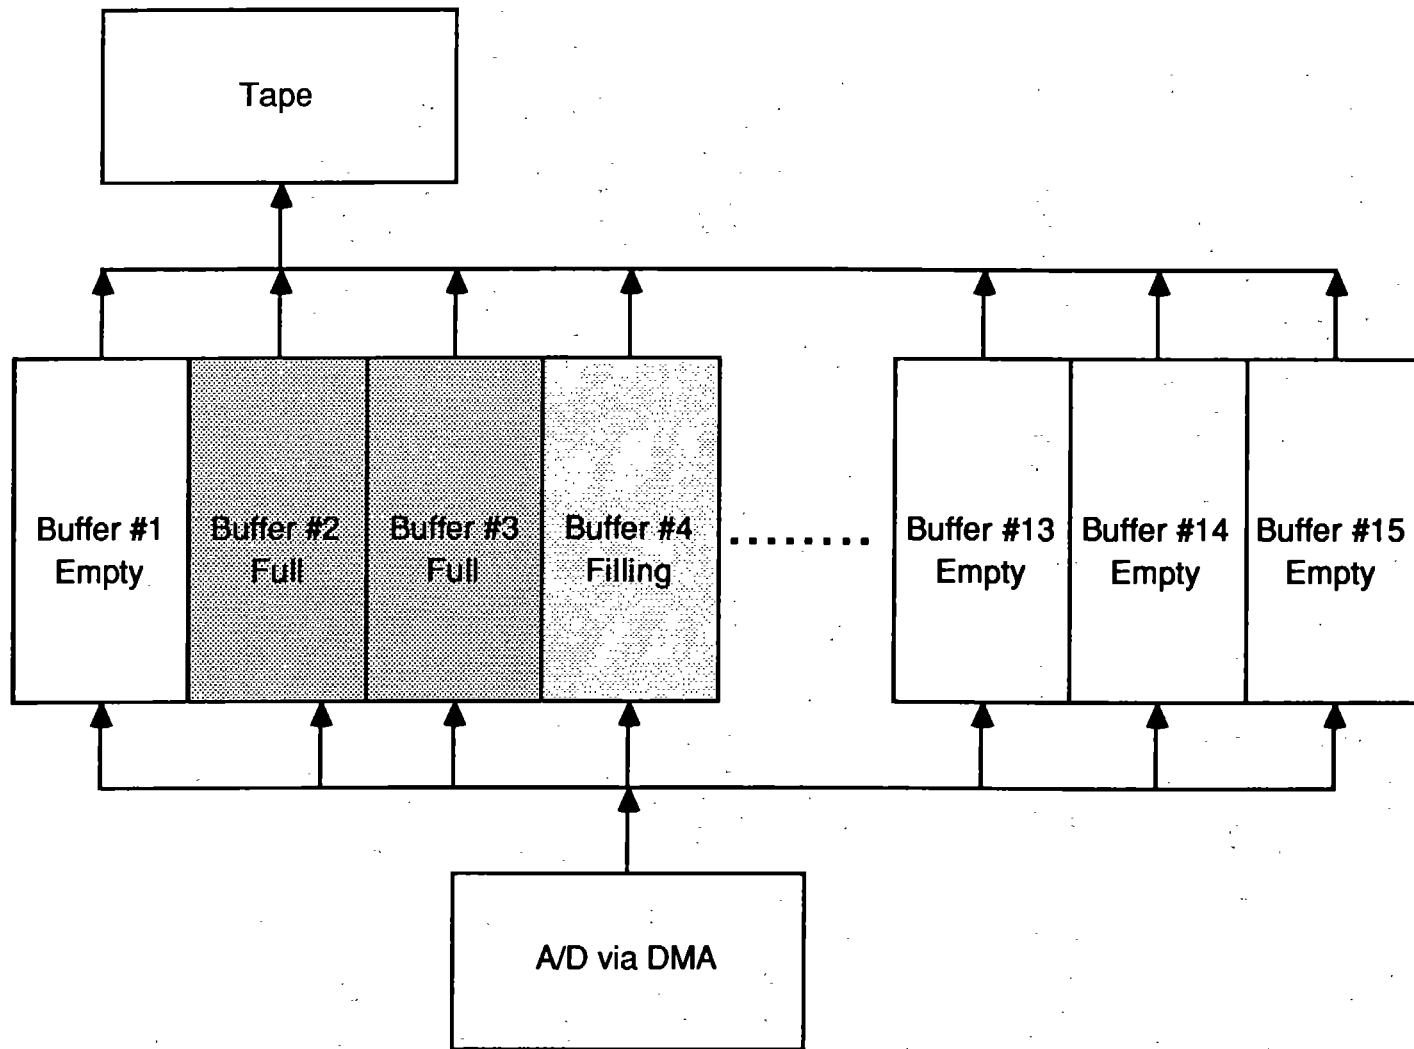 Tape
Buffer #1
Empty
Buffer #2
Full
Buffer #3
Full
Buffer #4
Filling
Buffer #13
Empty
Buffer #14
Empty
Buffer #15
Empty
A/D via DMA